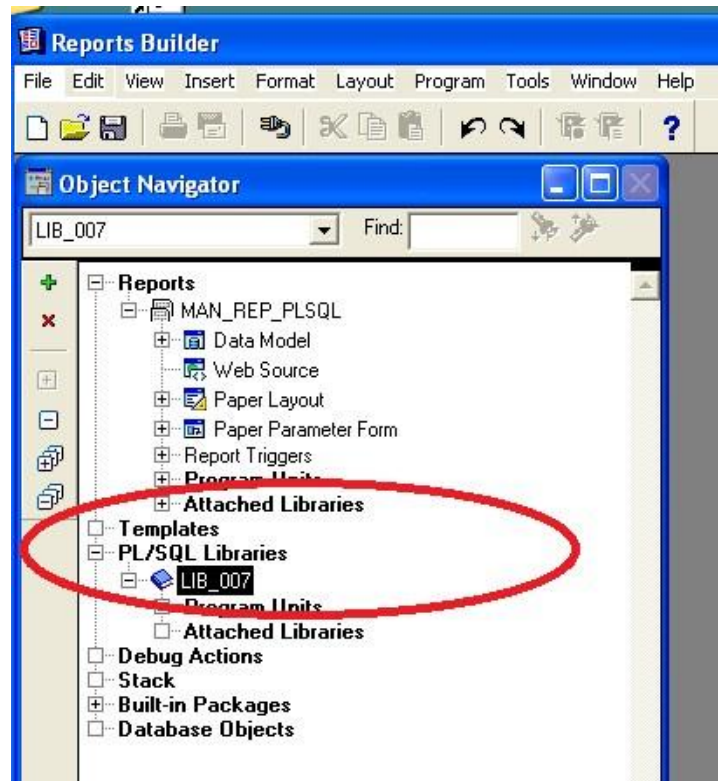 Reports Builder
File Edit View Insert Format Layout Program Tools Window Help
?
Object Navigator
LIB_007 Find:
Reports
MAN_REP_PLSQL
Data Model
Web Source
Paper Layout
Paper Parameter Form
Report Triggers
Program Units
Attached Libraries
Templates
PL/SQL Libraries
LIB_007
Program Units
Attached Libraries
Debug Actions
Stack
Built-in Packages
Database Objects